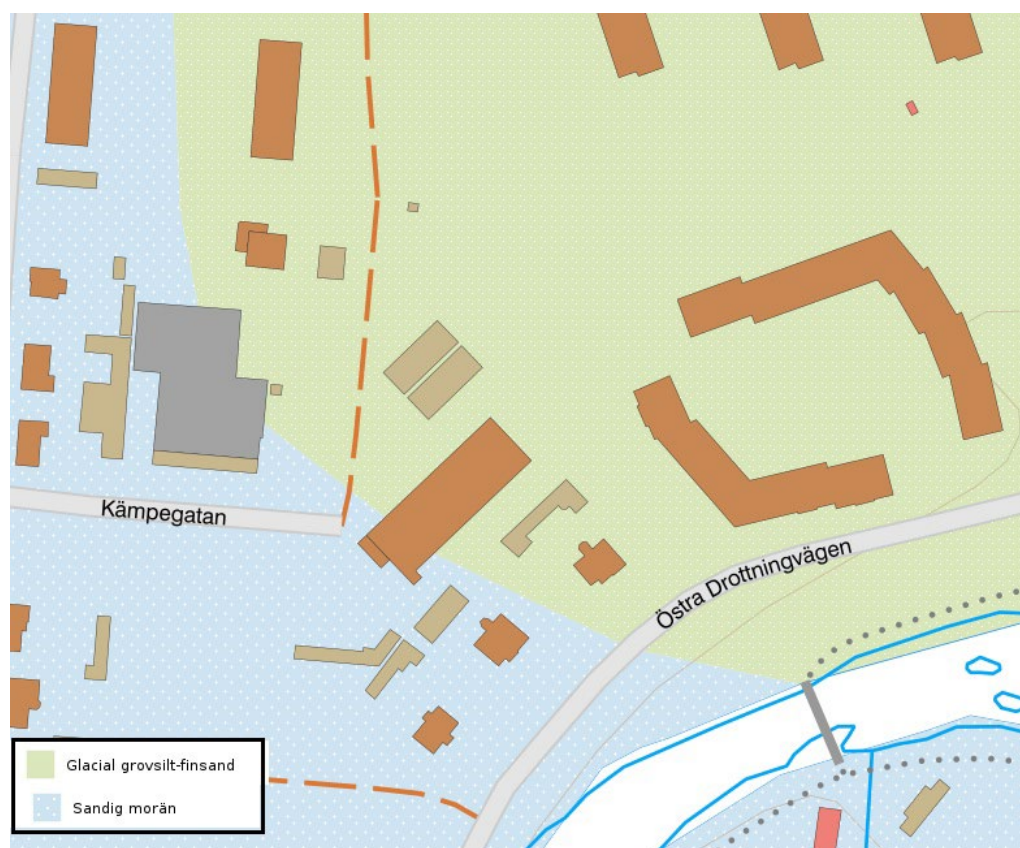 Kämpegatan
Östra Drottningvägen
Glacial grovsilt-finsand
Sandig morän